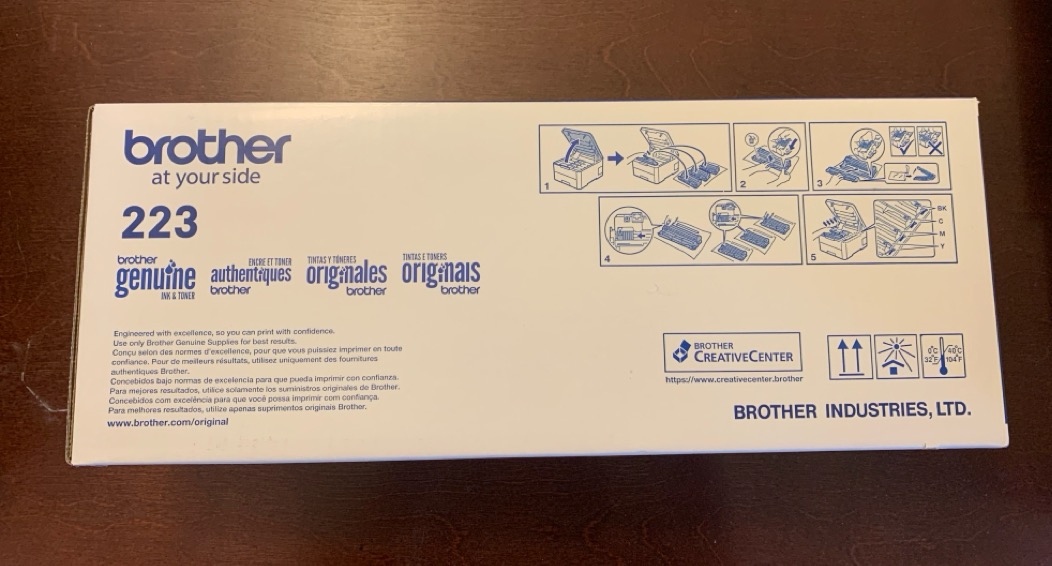 brother
at your side
223
brother
genuine
INK & TONER
ENCRE ET TONER
authentiques
brother
TINTAS Y TÓNERES
originales
brother
TINTAS E TONERS
originais
brother
Engineered with excellence, so you can print with confidence.
Use only Brother Genuine Supplies for best results.
Conçu selon des normes d'excellence, pour que vous puissiez imprimer en toute
confiance. Pour de meilleurs résultats, utilisez uniquement des fournitures
authentiques Brother.
Concebidos bajo normas de excelencia para que pueda imprimir con confianza.
Para mejores resultados, utilice solamente los suministros originales de Brother.
Concebidos com excelência para que você possa imprimir com confiança.
Para melhores resultados, utilize apenas suprimentos originais Brother.
www.brother.com/original
1
2
3
4
5
BK
C
M
Y
BROTHER
CREATIVECENTER
https://www.creativecenter.brother
0°C
32°F
40°C
104°F
BROTHER INDUSTRIES, LTD.